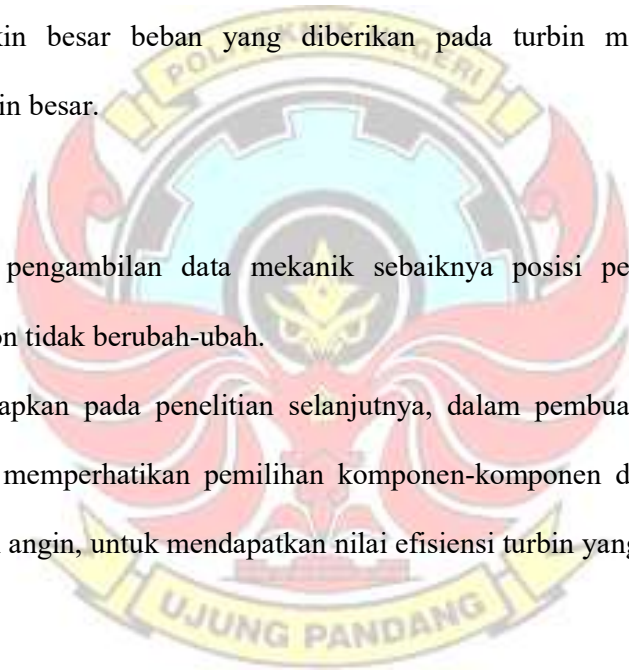 kin besar beban yang diberikan pada turbin m
POLITEKNIK NEGERI
in besar.
pengambilan data mekanik sebaiknya posisi pe
on tidak berubah-ubah.
apkan pada penelitian selanjutnya, dalam pembua
memperhatikan pemilihan komponen-komponen d
angin, untuk mendapatkan nilai efisiensi turbin yang
UJUNG PANDANG